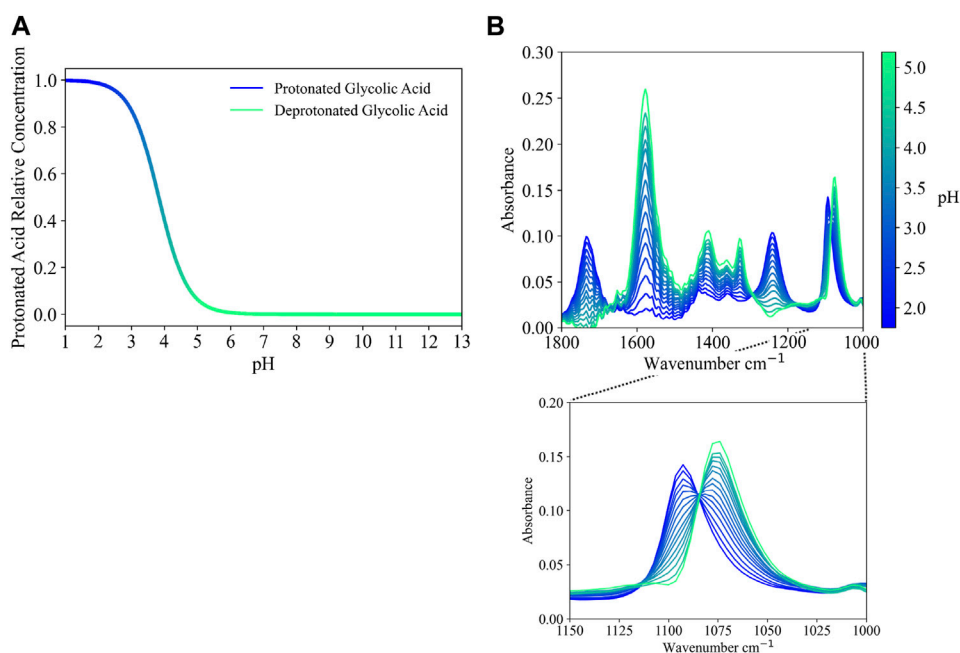 A
Protonated Acid Relative Concentration
1.0
0.8
0.6
0.4
0.2
0.0
Protonated Glycolic Acid
Deprotonated Glycolic Acid
1 2 3 4 5 6 7 8 9 10 11 12 13
pH
B
Absorbance
0.30
0.25
0.20
0.15
0.10
0.05
0.00
1800 1600 1400 1200 1000
Wavenumber cm⁻¹
5.0
4.5
4.0
3.5
3.0
2.5
2.0
pH
Absorbance
0.20
0.15
0.10
0.05
0.00
1150 1125 1100 1075 1050 1025 1000
Wavenumber cm⁻¹